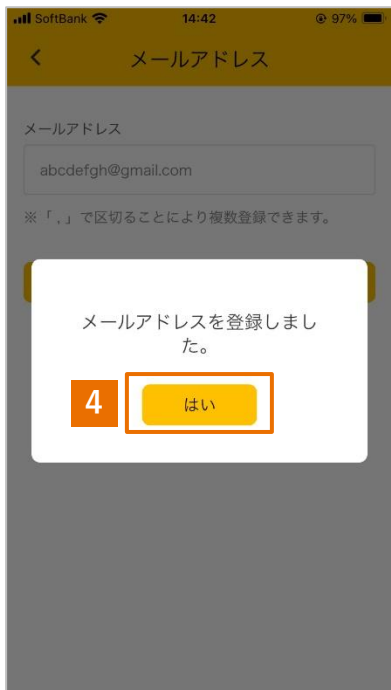 SoftBank 14:42 97%
メールアドレス
メールアドレス
abcdefgh@gmail.com
※「 , 」で区切ることにより複数登録できます。
メールアドレスを登録しまし
た。
4 はい